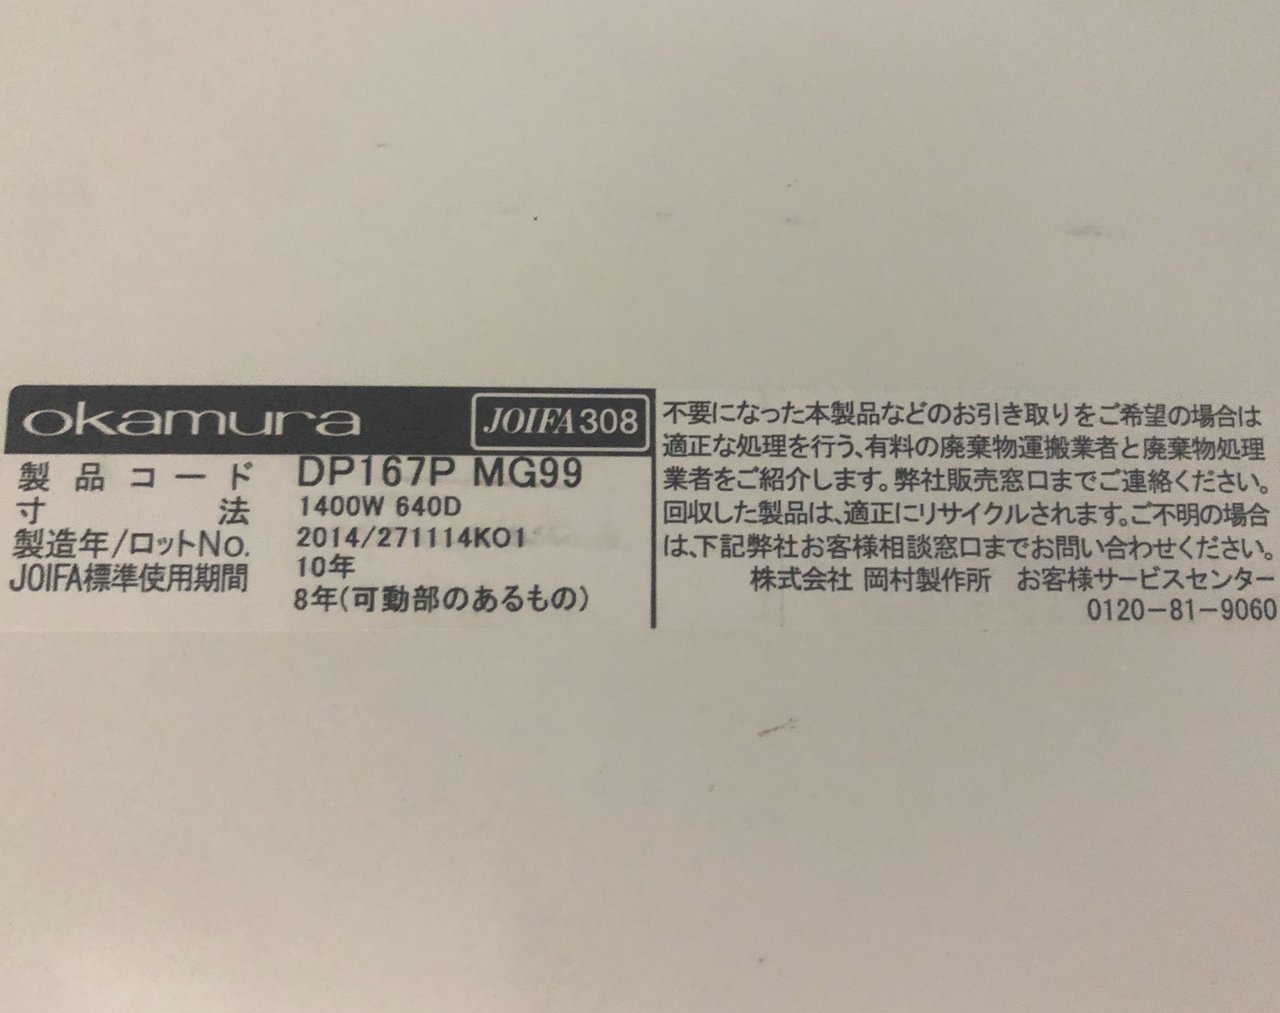 okamura JOIFA308
製品コード DP167P MG99
寸法 1400W 640D
製造年/ロットNo. 2014/271114KO1
JOIFA標準使用期間 10年
8年(可動部のあるもの)
不要になった本製品などのお引き取りをご希望の場合は
適正な処理を行う、有料の廃棄物運搬業者と廃棄物処理
業者をご紹介します。弊社販売窓口までご連絡ください。
回収した製品は、適正にリサイクルされます。ご不明の場合
は、下記弊社お客様相談窓口までお問い合わせください。
株式会社 岡村製作所 お客様サービスセンター
0120-81-9060